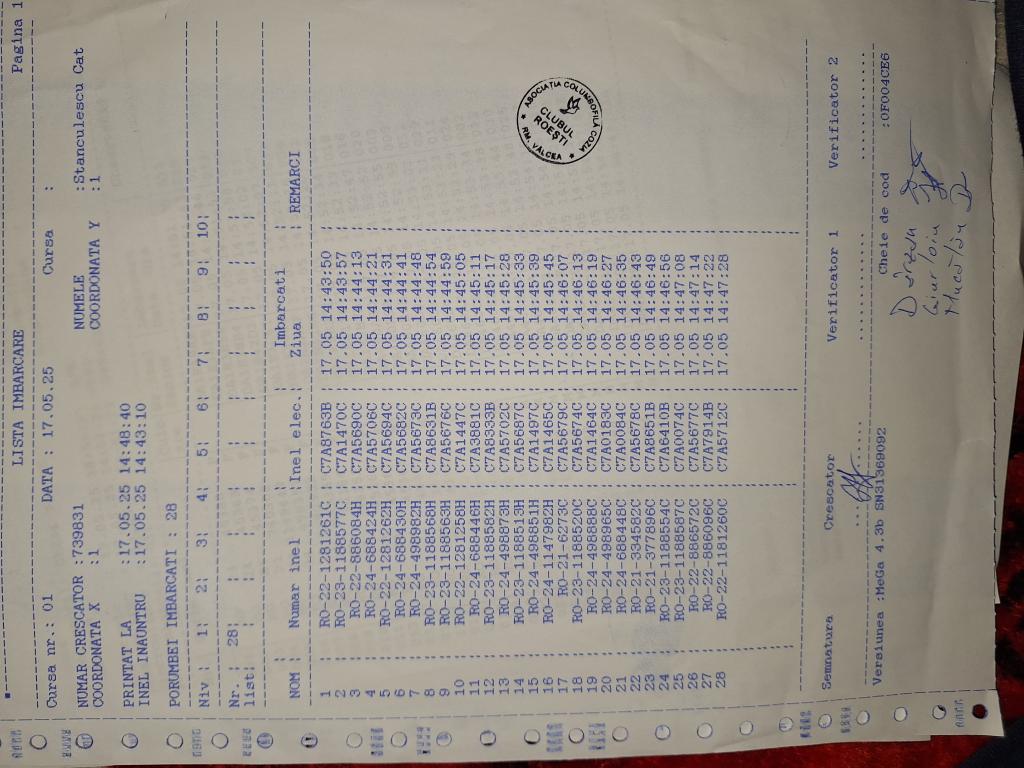 LISTA IMBARCARE Pagina 1
Cursa nr.: 01 DATA : 17.05.25 Cursa :
NUMAR CRESCATOR :739831 NUMELE :Stanculescu Cat
COORDONATA X :1 COORDONATA Y :1
PRINTAT LA :17.05.25 14:48:40
INEL INAUNTRU :17.05.25 14:43:10
PORUMBEI IMBARCATI : 28
Niv : 1: 2: 3: 4: 5: 6: 7: 8: 9: 10:
Nr. : 28:
list:
Imbarcati
NOM : Numar inel : Inel elec.: Ziua : REMARCI
1 : RO-22-1281261C :C7A8763B : 17.05 14:43:50 :
2 : RO-23-1188577C :C7A1470C : 17.05 14:43:57 :
3 : RO-22-886084H :C7A5690C : 17.05 14:44:13 :
4 : RO-24-688424H :C7A5706C : 17.05 14:44:21 :
5 : RO-22-1281262H :C7A5694C : 17.05 14:44:31 :
6 : RO-24-688430H :C7A5682C : 17.05 14:44:41 :
7 : RO-24-498982H :C7A5673C : 17.05 14:44:48 :
8 : RO-23-1188568H :C7A8631B : 17.05 14:44:54 :
9 : RO-23-1188563H :C7A5676C : 17.05 14:44:59 :
10 : RO-22-1281258H :C7A1447C : 17.05 14:45:05 :
11 : RO-24-688446H :C7A3881C : 17.05 14:45:11 :
12 : RO-23-1188582H :C7A8333B : 17.05 14:45:17 :
13 : RO-24-498873H :C7A5702C : 17.05 14:45:28 :
14 : RO-23-1188513H :C7A5687C : 17.05 14:45:33 :
15 : RO-24-498851H :C7A1497C : 17.05 14:45:39 :
16 : RO-24-1147982H :C7A1465C : 17.05 14:45:45 :
17 : RO-21-62273C :C7A5679C : 17.05 14:46:07 :
18 : RO-23-1188520C :C7A5674C : 17.05 14:46:13 :
19 : RO-24-498888C :C7A1464C : 17.05 14:46:19 :
20 : RO-24-498965C :C7A0183C : 17.05 14:46:27 :
21 : RO-24-688448C :C7A0084C : 17.05 14:46:35 :
22 : RO-21-334582C :C7A5678C : 17.05 14:46:43 :
23 : RO-21-377896C :C7A8651B : 17.05 14:46:49 :
24 : RO-23-1188554C :C7A6410B : 17.05 14:46:56 :
25 : RO-23-1188587C :C7A0074C : 17.05 14:47:08 :
26 : RO-22-886572C :C7A5677C : 17.05 14:47:14 :
27 : RO-22-886096C :C7A7914B : 17.05 14:47:22 :
28 : RO-22-1181260C :C7A5712C : 17.05 14:47:28 :
ASOCIATIA COLUMBOFILA COZIA
CLUBUL
ROESTI
RM. VALCEA
Semnatura Crescator Verificator 1 Verificator 2
Versiunea :MeGa 4.3b SN31369092 Cheie de cod :0F004CE6